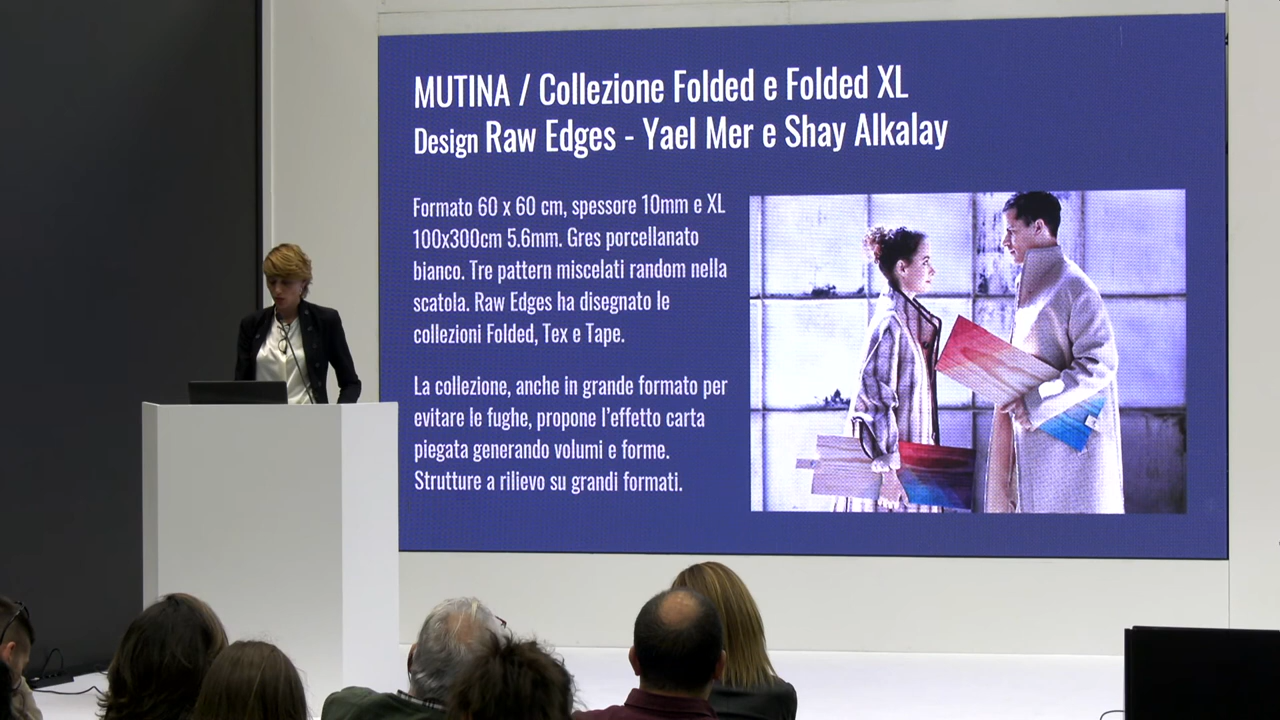 MUTINA / Collezione Folded e Folded XL
Design Raw Edges - Yael Mer e Shay Alkalay
Formato 60 x 60 cm, spessore 10mm e XL
100x300cm 5.6mm. Gres porcellanato
bianco. Tre pattern miscelati random nella
scatola. Raw Edges ha disegnato le
collezioni Folded, Tex e Tape.
La collezione, anche in grande formato per
evitare le fughe, propone l'effetto carta
piegata generando volumi e forme.
Strutture a rilievo su grandi formati.